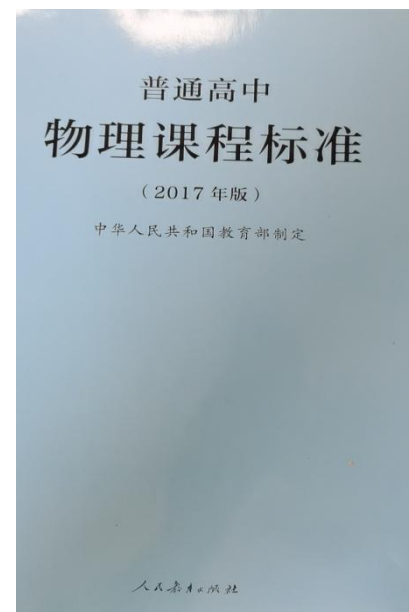 普通高中
物理课程标准
（2017年版）
中华人民共和国教育部制定
人民教育出版社